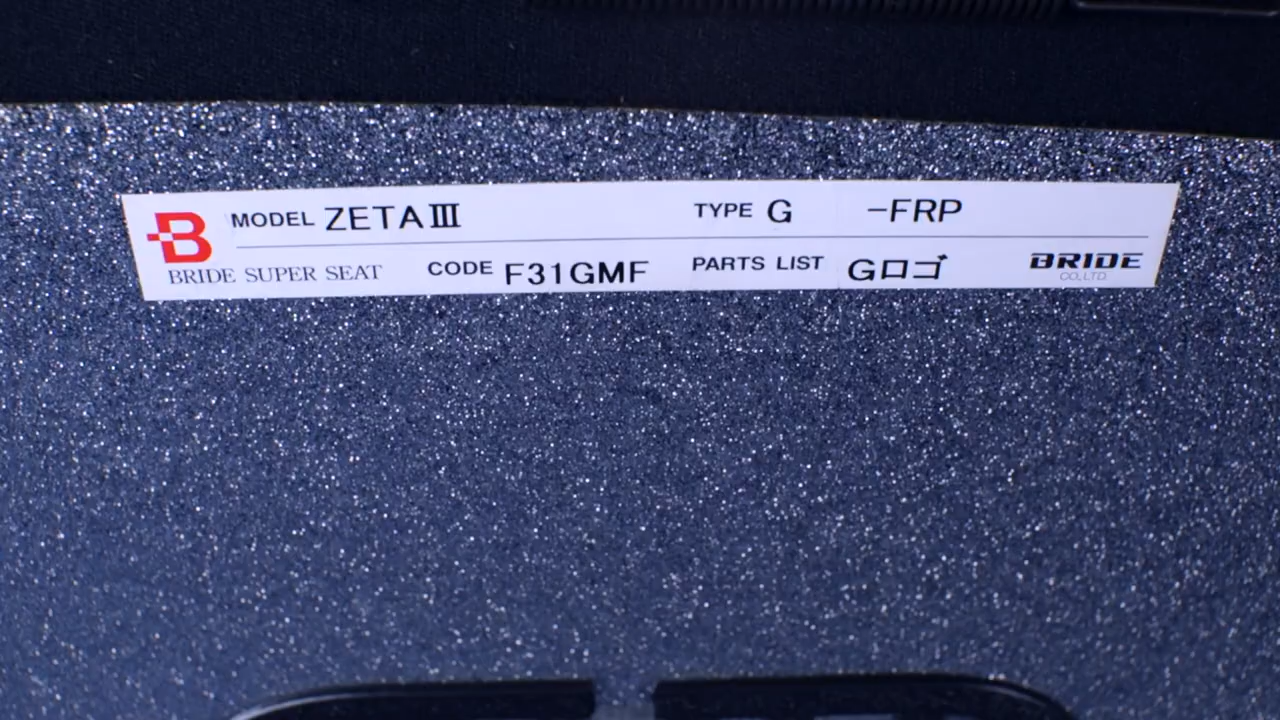 B MODEL ZETA III TYPE G -FRP
BRIDE SUPER SEAT CODE F31GMF PARTS LIST Gロゴ BRIDE
CO.,LTD.